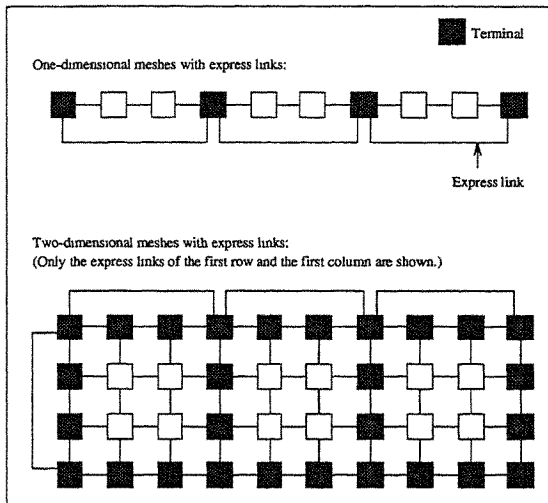 Terminal
One-dimensional meshes with express links:
Express link
Two-dimensional meshes with express links:
(Only the express links of the first row and the first column are shown.)